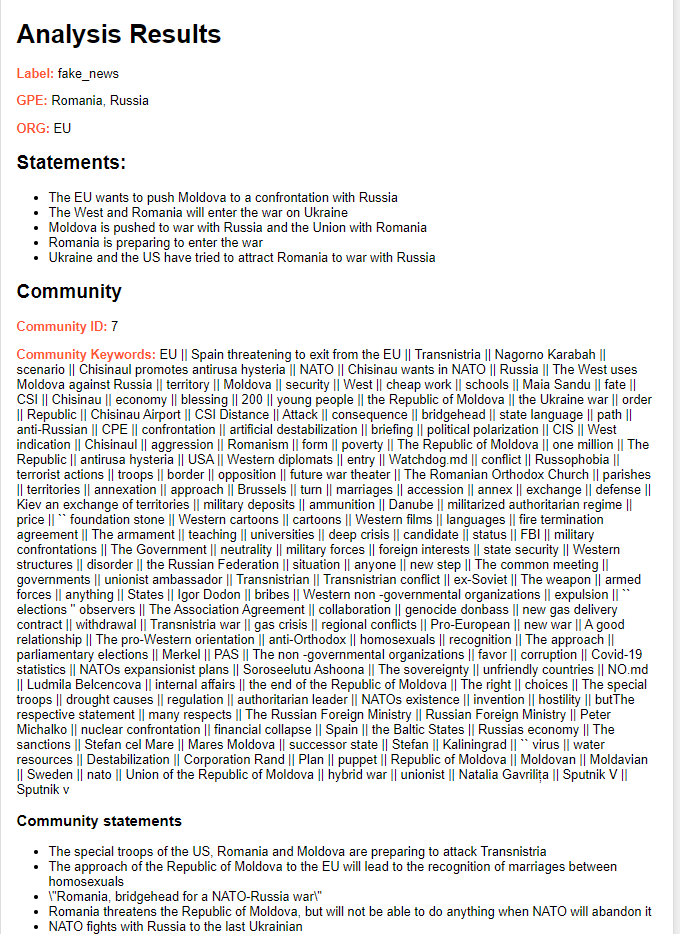 Analysis Results
Label: fake_news
GPE: Romania, Russia
ORG: EU
Statements:
• The EU wants to push Moldova to a confrontation with Russia
• The West and Romania will enter the war on Ukraine
• Moldova is pushed to war with Russia and the Union with Romania
• Romania is preparing to enter the war
• Ukraine and the US have tried to attract Romania to war with Russia
Community
Community ID: 7
Community Keywords: EU || Spain threatening to exit from the EU || Transnistria || Nagorno Karabah ||
scenario || Chisinaul promotes antirusa hysteria || NATO || Chisinau wants in NATO || Russia || The West uses
Moldova against Russia || territory || Moldova || security || West || cheap work || schools || Maia Sandu || fate ||
CSI || Chisinau || economy || blessing || 200 || young people || the Republic of Moldova || the Ukraine war || order
|| Republic || Chisinau Airport || CSI Distance || Attack || consequence || bridgehead || state language || path ||
anti-Russian || CPE || confrontation || artificial destabilization || briefing || political polarization || CIS || West
indication || Chisinaul || aggression || Romanism || form || poverty || The Republic of Moldova || one million || The
Republic || antirusa hysteria || USA || Western diplomats || entry || Watchdog.md || conflict || Russophobia ||
terrorist actions || troops || border || opposition || future war theater || The Romanian Orthodox Church || parishes
|| territories || annexation || approach || Brussels || turn || marriages || accession || annex || exchange || defense ||
Kiev an exchange of territories || military deposits || ammunition || Danube || militarized authoritarian regime ||
price || `` foundation stone || Western cartoons || cartoons || Western films || languages || fire termination
agreement || The armament || teaching || universities || deep crisis || candidate || status || FBI || military
confrontations || The Government || neutrality || military forces || foreign interests || state security || Western
structures || disorder || the Russian Federation || situation || anyone || new step || The common meeting ||
governments || unionist ambassador || Transnistrian || Transnistrian conflict || ex-Soviet || The weapon || armed
forces || anything || States || Igor Dodon || bribes || Western non -governmental organizations || expulsion || ``
elections '' observers || The Association Agreement || collaboration || genocide donbass || new gas delivery
contract || withdrawal || Transnistria war || gas crisis || regional conflicts || Pro-European || new war || A good
relationship || The pro-Western orientation || anti-Orthodox || homosexuals || recognition || The approach ||
parliamentary elections || Merkel || PAS || The non -governmental organizations || favor || corruption || Covid-19
statistics || NATOs expansionist plans || Soroseelutu Ashoona || The sovereignty || unfriendly countries || NO.md
|| Ludmila Belcencova || internal affairs || the end of the Republic of Moldova || The right || choices || The special
troops || drought causes || regulation || authoritarian leader || NATOs existence || invention || hostility || butThe
respective statement || many respects || The Russian Foreign Ministry || Russian Foreign Ministry || Peter
Michalko || nuclear confrontation || financial collapse || Spain || the Baltic States || Russias economy || The
sanctions || Stefan cel Mare || Mares Moldova || successor state || Stefan || Kaliningrad || `` virus || water
resources || Destabilization || Corporation Rand || Plan || puppet || Republic of Moldova || Moldovan || Moldavian
|| Sweden || nato || Union of the Republic of Moldova || hybrid war || unionist || Natalia Gavrilița || Sputnik V ||
Sputnik v
Community statements
• The special troops of the US, Romania and Moldova are preparing to attack Transnistria
• The approach of the Republic of Moldova to the EU will lead to the recognition of marriages between
homosexuals
• \"Romania, bridgehead for a NATO-Russia war\"
• Romania threatens the Republic of Moldova, but will not be able to do anything when NATO will abandon it
• NATO fights with Russia to the last Ukrainian